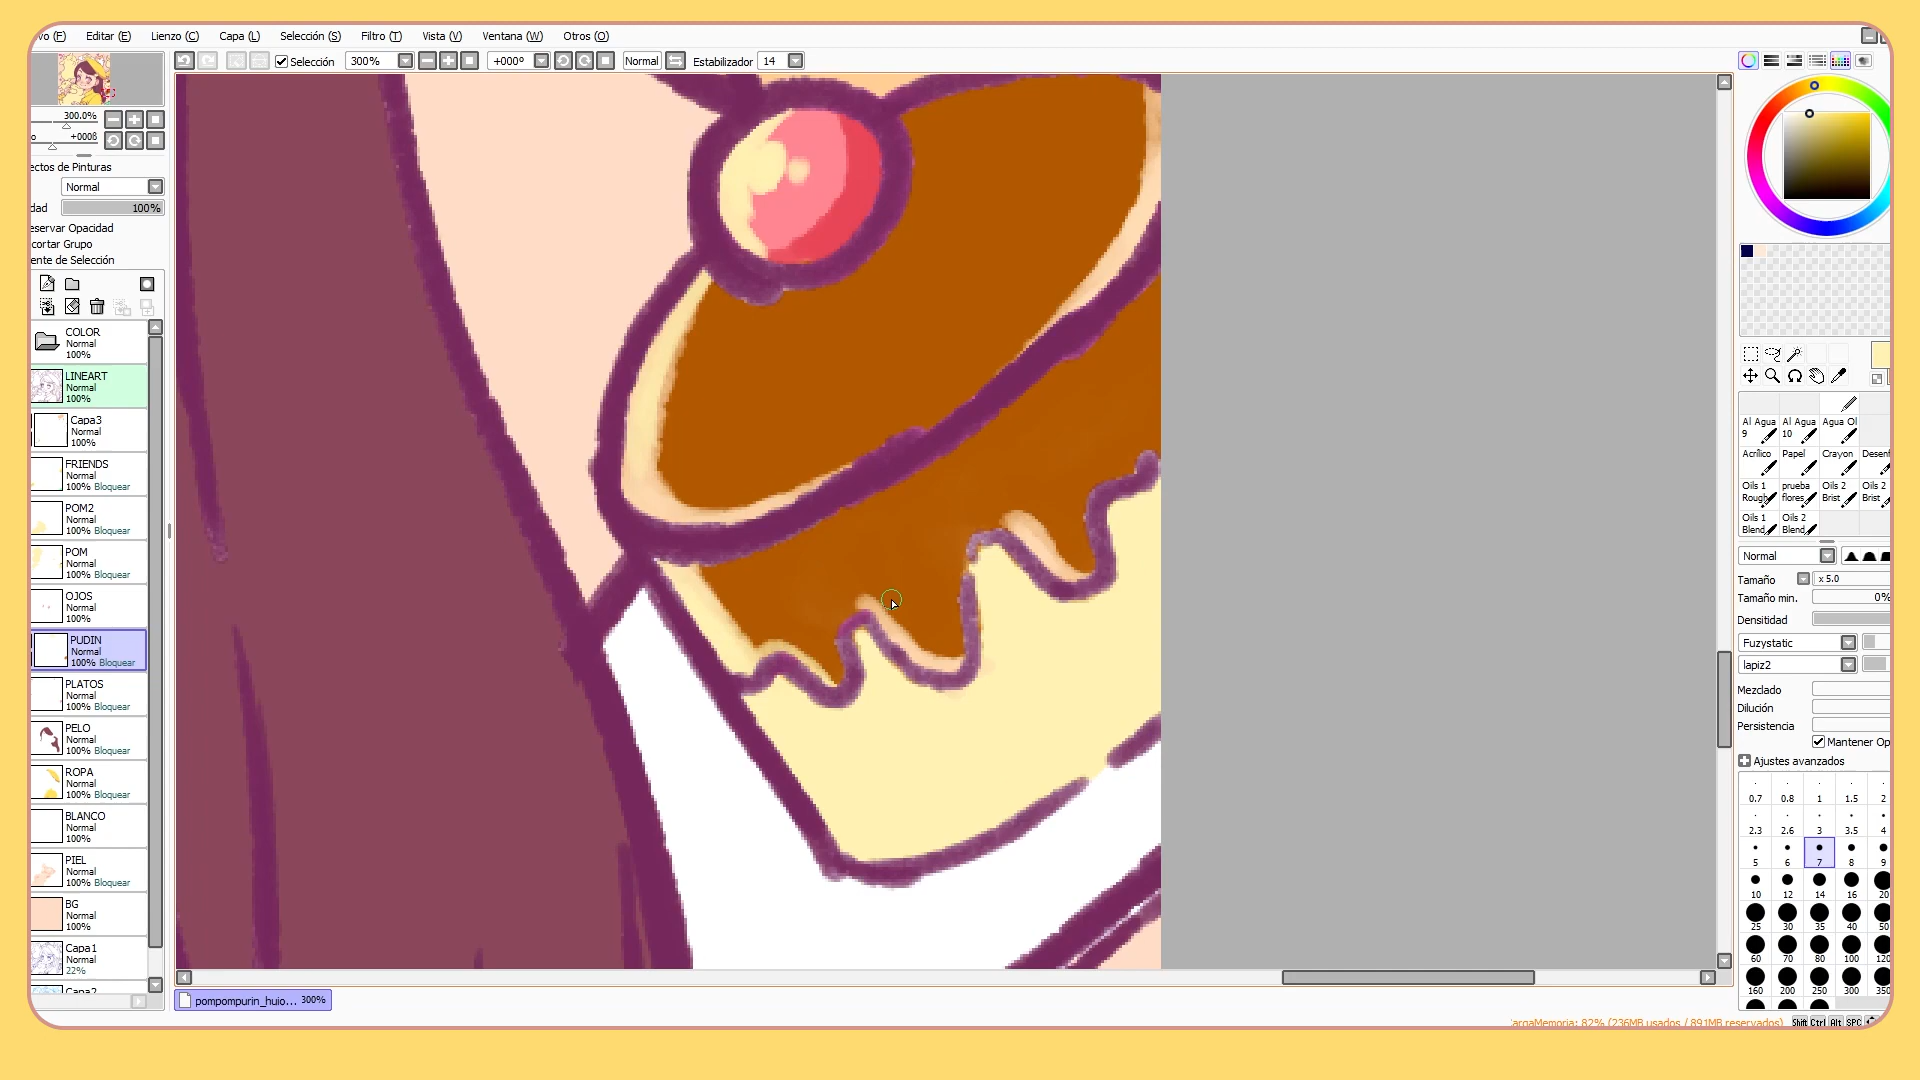 vo (F) Editar (E) Lienzo (C) Capa (L) Selección (S) Filtro (T) Vista (V) Ventana (W) Otros (O)
Selección 300% +000º Normal Estabilizador 14
300.0%
+000ß
ectos de Pinturas
Normal
dad 100%
eservar Opacidad
cortar Grupo
ente de Selección
COLOR
Normal
100%
LINEART
Normal
100%
Capa3
Normal
100%
FRIENDS
Normal
100% Bloquear
POM2
Normal
100% Bloquear
POM
Normal
100% Bloquear
OJOS
Normal
100%
PUDIN
Normal
100% Bloquear
PLATOS
Normal
100% Bloquear
PELO
Normal
100% Bloquear
ROPA
Normal
100% Bloquear
BLANCO
Normal
100%
PIEL
Normal
100% Bloquear
BG
Normal
100%
Capa1
Normal
22%
Capa2
pompompurin_huio... 300%
Al Agua 9 Al Agua 10 Agua Ol
Acrílico Papel Crayon Desenf
Oils 1 Rough prueba flores Oils 2 Brist Oils 2 Brist
Oils 1 Blend Oils 2 Blend
Normal
Tamaño x 5.0
Tamaño min. 0%
Densitidad
Fuzystatic
lapiz2
Mezclado
Dilución
Persistencia
Mantener Op
Ajustes avanzados
0.7 0.8 1 1.5 2
2.3 2.6 3 3.5 4
5 6 7 8 9
10 12 14 16 20
25 30 35 40 50
60 70 80 100 120
160 200 250 300 350
argaMemoria: 82% (236MB usados / 891MB reservados) Shift Ctrl Alt SPC